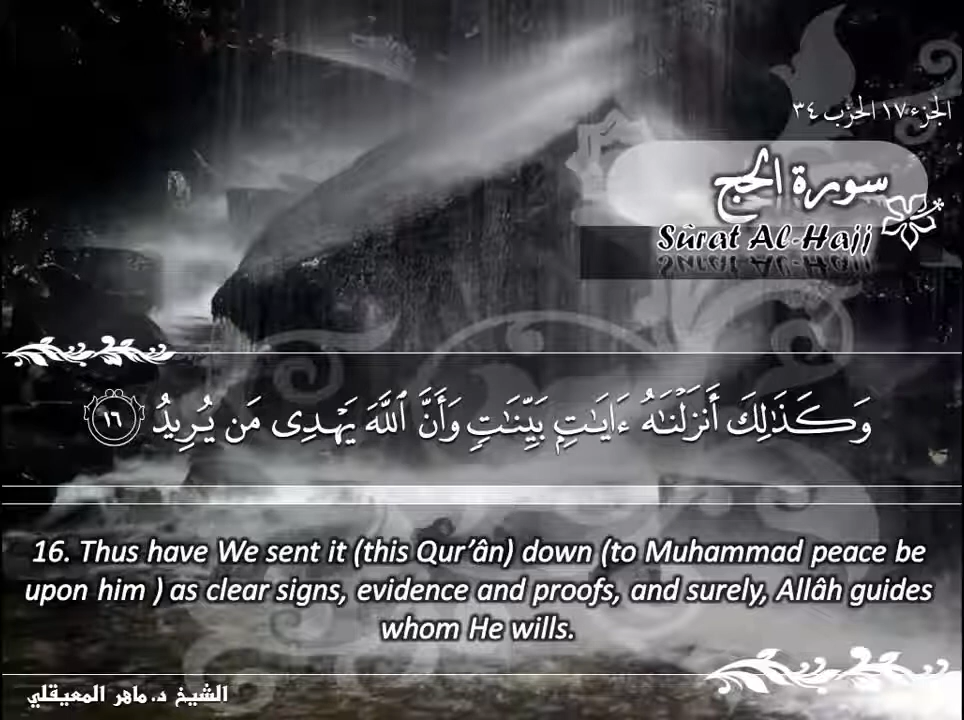 الجزء ١٧ الحزب ٣٤
سورة الحج
Sûrat Al-Hajj
وَكَذَٰلِكَ أَنزَلْنَٰهُ ءَايَٰتٍۭ بَيِّنَٰتٍ وَأَنَّ ٱللَّهَ يَهْدِى مَن يُرِيدُ ١٦
16. Thus have We sent it (this Qur’ân) down (to Muhammad peace be
upon him ) as clear signs, evidence and proofs, and surely, Allâh guides
whom He wills.
الشيخ د. ماهر المعيقلي